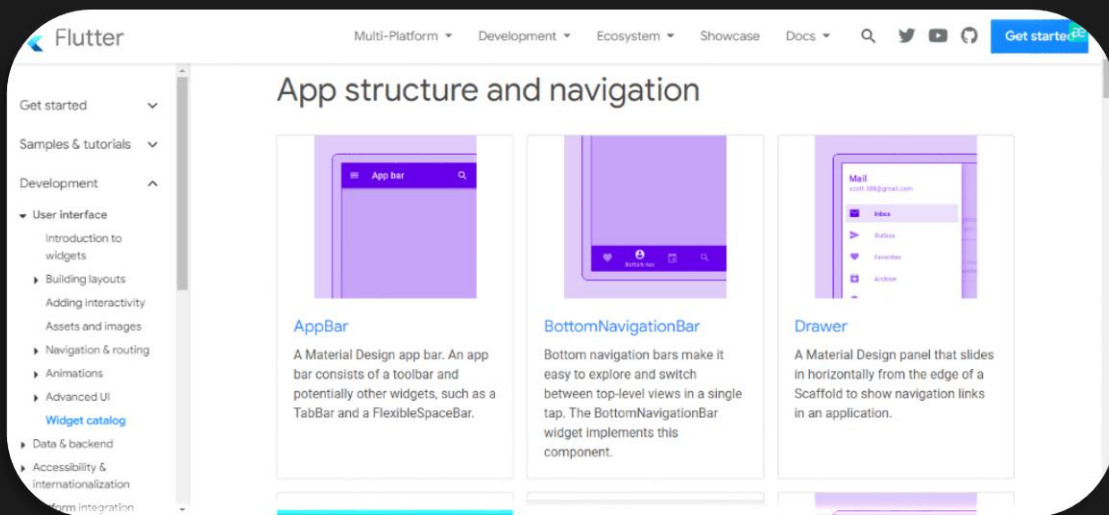 Flutter
Multi-Platform
Development
Ecosystem
Showcase
Docs
Get started
Get started
Samples & tutorials
Development
User interface
Introduction to
widgets
Building layouts
Adding interactivity
Assets and images
Navigation & routing
Animations
Advanced UI
Widget catalog
Data & backend
Accessibility &
internationalization
form integration
App structure and navigation
App bar
AppBar
A Material Design app bar. An app
bar consists of a toolbar and
potentially other widgets, such as a
TabBar and a FlexibleSpaceBar.
Bottom nav
BottomNavigationBar
Bottom navigation bars make it
easy to explore and switch
between top-level views in a single
tap. The BottomNavigationBar
widget implements this
component.
Mail
Inbox
Outbox
Favorites
Archive
Drawer
A Material Design panel that slides
in horizontally from the edge of a
Scaffold to show navigation links
in an application.